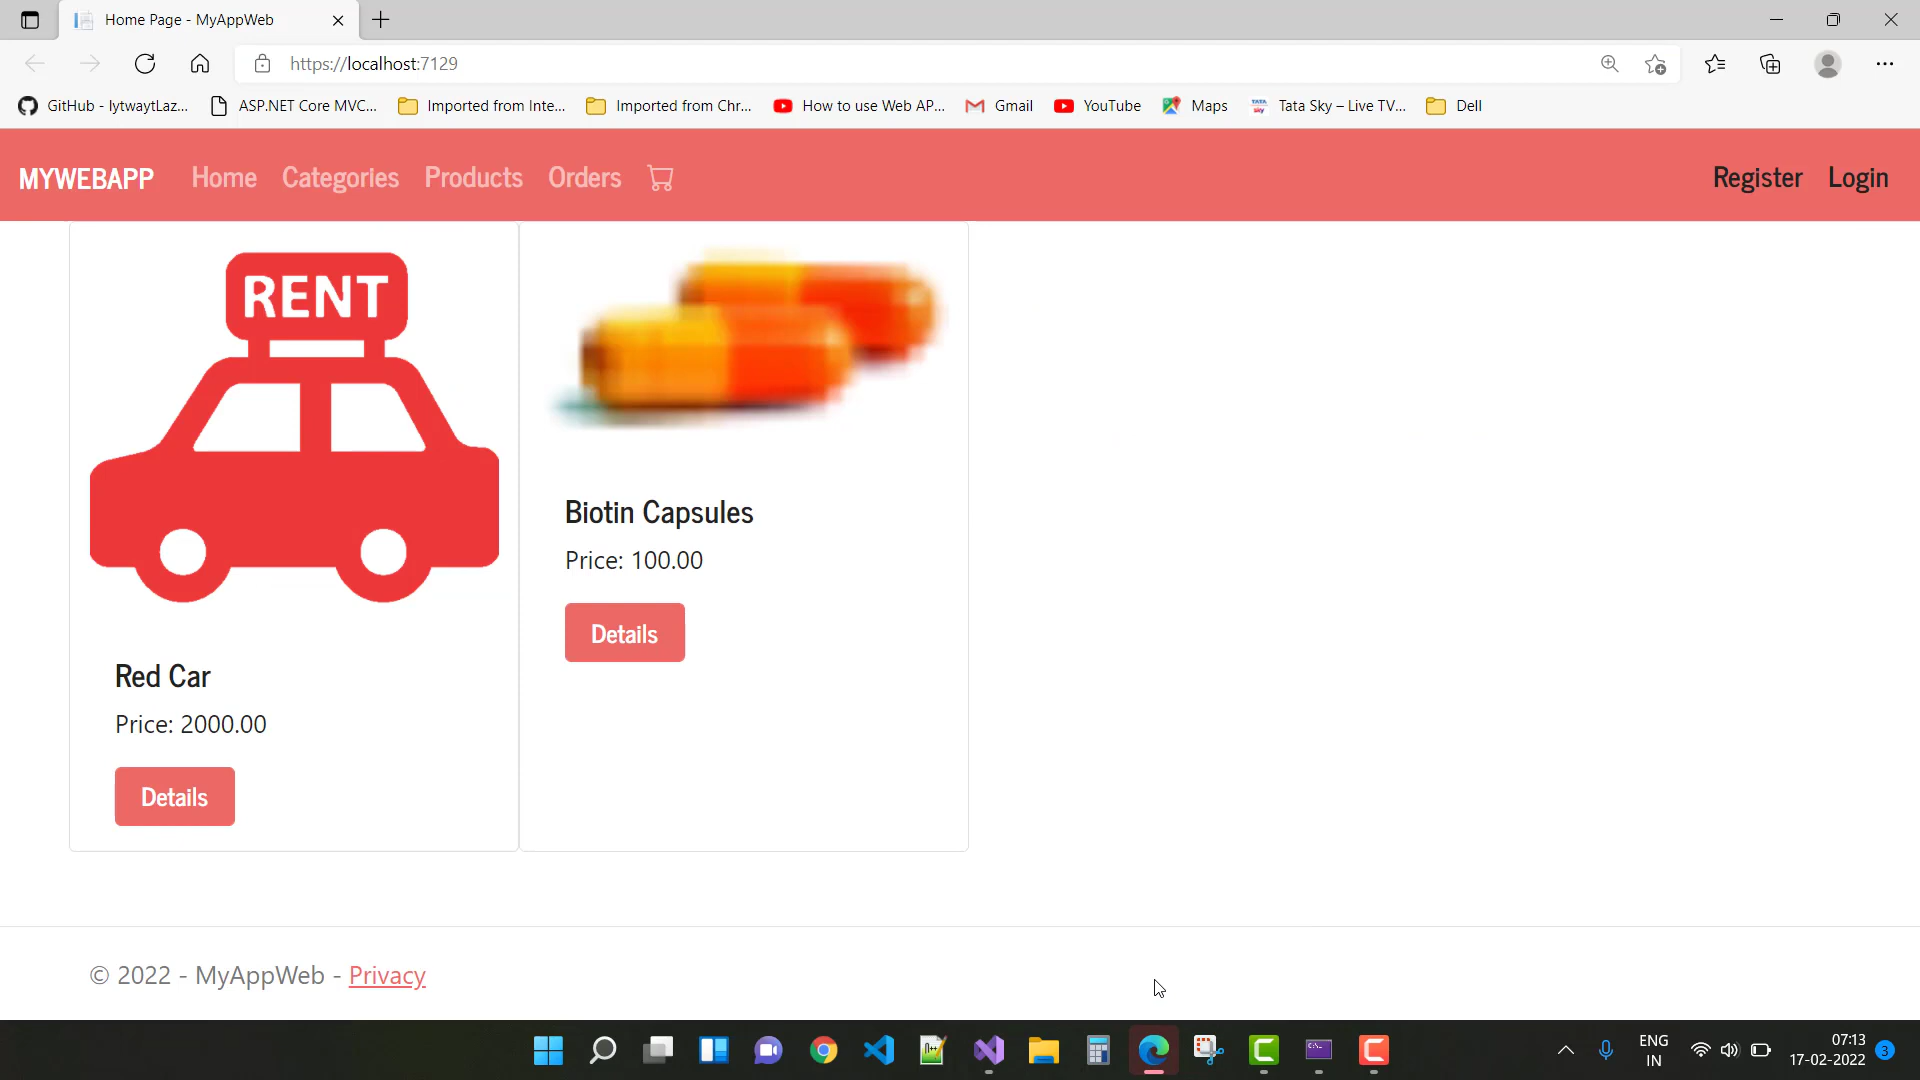 Home Page - MyAppWeb
https://localhost:7129
GitHub - lytwaytLaz...
ASP.NET Core MVC...
Imported from Inte...
Imported from Chr...
How to use Web AP...
Gmail
YouTube
Maps
TATA sky
Tata Sky – Live TV...
Dell
MYWEBAPP
Home
Categories
Products
Orders
Register
Login
RENT
Biotin Capsules
Price: 100.00
Details
Red Car
Price: 2000.00
Details
© 2022 - MyAppWeb - Privacy
ENG
IN
07:13
17-02-2022
3